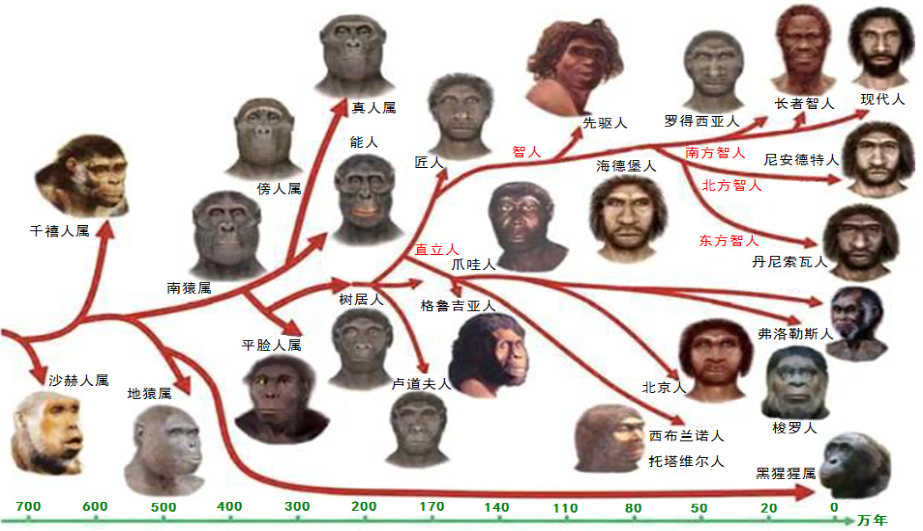 真人属
长者智人
现代人
罗得西亚人
先驱人
能人
智人
南方智人
匠人
海德堡人
尼安德特人
傍人属
北方智人
千禧人属
东方智人
直立人
丹尼索瓦人
爪哇人
南猿属
树居人
格鲁吉亚人
弗洛勒斯人
平脸人属
沙赫人属
卢道夫人
北京人
地猿属
梭罗人
西布兰诺人
托塔维尔人
黑猩猩属
700 600 500 400 300 200 170 140 110 80 50 20 0
万年